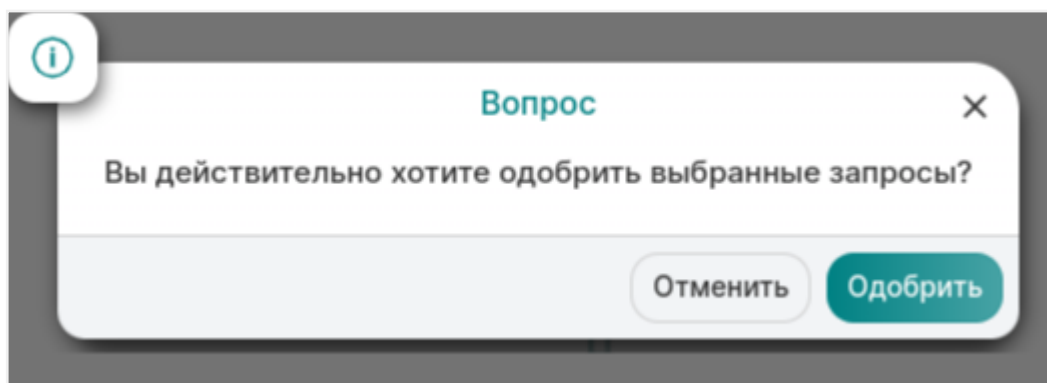 Вопрос
Вы действительно хотите одобрить выбранные запросы?
Отменить
Одобрить